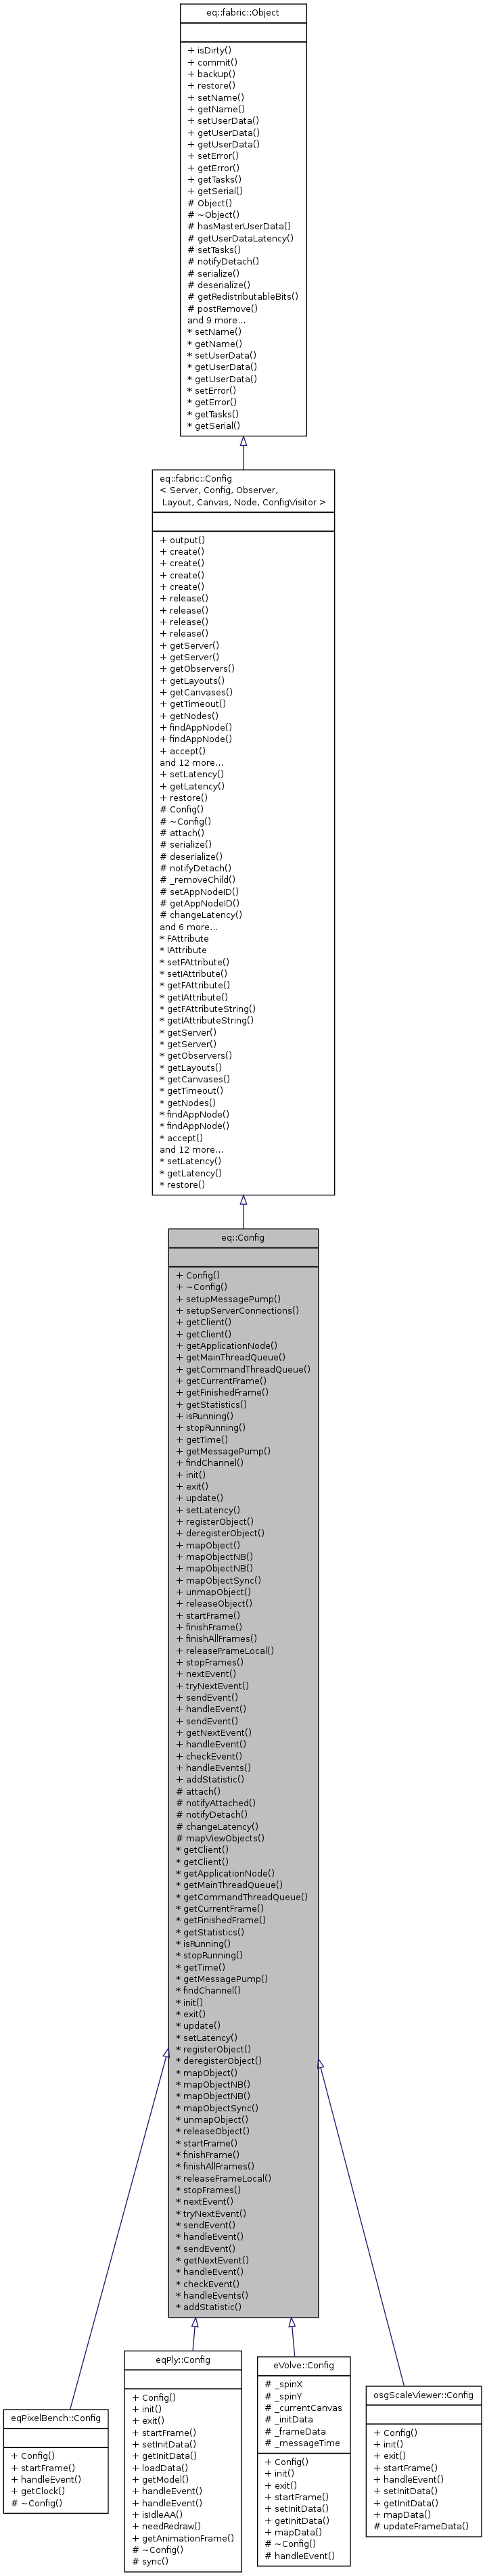 eq::fabric::Object
+ isDirty()
+ commit()
+ backup()
+ restore()
+ setName()
+ getName()
+ setUserData()
+ getUserData()
+ getUserData()
+ setError()
+ getError()
+ getTasks()
+ getSerial()
# Object()
# ~Object()
# hasMasterUserData()
# getUserDataLatency()
# setTasks()
# notifyDetach()
# serialize()
# deserialize()
# getRedistributableBits()
# postRemove()
and 9 more...
* setName()
* getName()
* setUserData()
* getUserData()
* getUserData()
* setError()
* getError()
* getTasks()
* getSerial()
eq::fabric::Config
< Server, Config, Observer,
Layout, Canvas, Node, ConfigVisitor >
+ output()
+ create()
+ create()
+ create()
+ create()
+ release()
+ release()
+ release()
+ release()
+ getServer()
+ getServer()
+ getObservers()
+ getLayouts()
+ getCanvases()
+ getTimeout()
+ getNodes()
+ findAppNode()
+ findAppNode()
+ accept()
and 12 more...
+ setLatency()
+ getLatency()
+ restore()
# Config()
# ~Config()
# attach()
# serialize()
# deserialize()
# notifyDetach()
# _removeChild()
# setAppNodeID()
# getAppNodeID()
# changeLatency()
and 6 more...
* FAttribute
* IAttribute
* setFAttribute()
* setIAttribute()
* getFAttribute()
* getIAttribute()
* getFAttributeString()
* getIAttributeString()
* getServer()
* getServer()
* getObservers()
* getLayouts()
* getCanvases()
* getTimeout()
* getNodes()
* findAppNode()
* findAppNode()
* accept()
and 12 more...
* setLatency()
* getLatency()
* restore()
eq::Config
+ Config()
+ ~Config()
+ setupMessagePump()
+ setupServerConnections()
+ getClient()
+ getClient()
+ getApplicationNode()
+ getMainThreadQueue()
+ getCommandThreadQueue()
+ getCurrentFrame()
+ getFinishedFrame()
+ getStatistics()
+ isRunning()
+ stopRunning()
+ getTime()
+ getMessagePump()
+ findChannel()
+ init()
+ exit()
+ update()
+ setLatency()
+ registerObject()
+ deregisterObject()
+ mapObject()
+ mapObjectNB()
+ mapObjectNB()
+ mapObjectSync()
+ unmapObject()
+ releaseObject()
+ startFrame()
+ finishFrame()
+ finishAllFrames()
+ releaseFrameLocal()
+ stopFrames()
+ nextEvent()
+ tryNextEvent()
+ sendEvent()
+ handleEvent()
+ sendEvent()
+ getNextEvent()
+ handleEvent()
+ checkEvent()
+ handleEvents()
+ addStatistic()
# attach()
# notifyAttached()
# notifyDetach()
# changeLatency()
# mapViewObjects()
* getClient()
* getClient()
* getApplicationNode()
* getMainThreadQueue()
* getCommandThreadQueue()
* getCurrentFrame()
* getFinishedFrame()
* getStatistics()
* isRunning()
* stopRunning()
* getTime()
* getMessagePump()
* findChannel()
* init()
* exit()
* update()
* setLatency()
* registerObject()
* deregisterObject()
* mapObject()
* mapObjectNB()
* mapObjectNB()
* mapObjectSync()
* unmapObject()
* releaseObject()
* startFrame()
* finishFrame()
* finishAllFrames()
* releaseFrameLocal()
* stopFrames()
* nextEvent()
* tryNextEvent()
* sendEvent()
* handleEvent()
* sendEvent()
* getNextEvent()
* handleEvent()
* checkEvent()
* handleEvents()
* addStatistic()
eqPixelBench::Config
+ Config()
+ startFrame()
+ handleEvent()
+ getClock()
# ~Config()
eqPly::Config
+ Config()
+ init()
+ exit()
+ startFrame()
+ setInitData()
+ getInitData()
+ loadData()
+ getModel()
+ handleEvent()
+ handleEvent()
+ isIdleAA()
+ needRedraw()
+ getAnimationFrame()
# ~Config()
# sync()
eVolve::Config
# _spinX
# _spinY
# _currentCanvas
# _initData
# _frameData
# _messageTime
+ Config()
+ init()
+ exit()
+ startFrame()
+ setInitData()
+ getInitData()
+ mapData()
# ~Config()
# handleEvent()
osgScaleViewer::Config
+ Config()
+ init()
+ exit()
+ startFrame()
+ handleEvent()
+ setInitData()
+ getInitData()
+ mapData()
# updateFrameData()